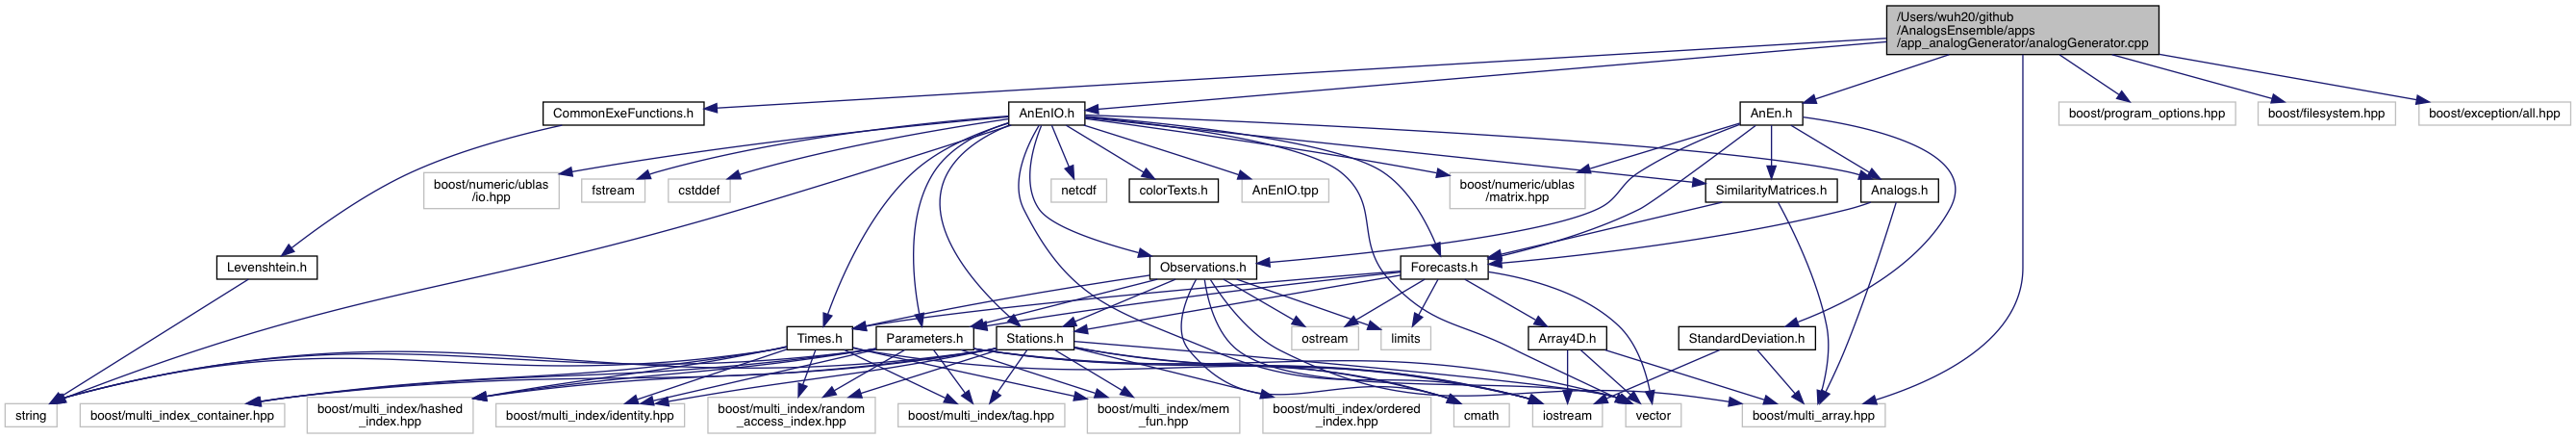 /Users/wuh20/github
/AnalogsEnsemble/apps
/app_analogGenerator/analogGenerator.cpp
CommonExeFunctions.h
AnEnIO.h
AnEn.h
boost/program_options.hpp
boost/filesystem.hpp
boost/exception/all.hpp
boost/numeric/ublas
/io.hpp
fstream
cstddef
netcdf
colorTexts.h
AnEnIO.tpp
boost/numeric/ublas
/matrix.hpp
SimilarityMatrices.h
Analogs.h
Levenshtein.h
Observations.h
Forecasts.h
Times.h
Parameters.h
Stations.h
ostream
limits
Array4D.h
StandardDeviation.h
string
boost/multi_index_container.hpp
boost/multi_index/hashed
_index.hpp
boost/multi_index/identity.hpp
boost/multi_index/random
_access_index.hpp
boost/multi_index/tag.hpp
boost/multi_index/mem
_fun.hpp
boost/multi_index/ordered
_index.hpp
cmath
iostream
vector
boost/multi_array.hpp